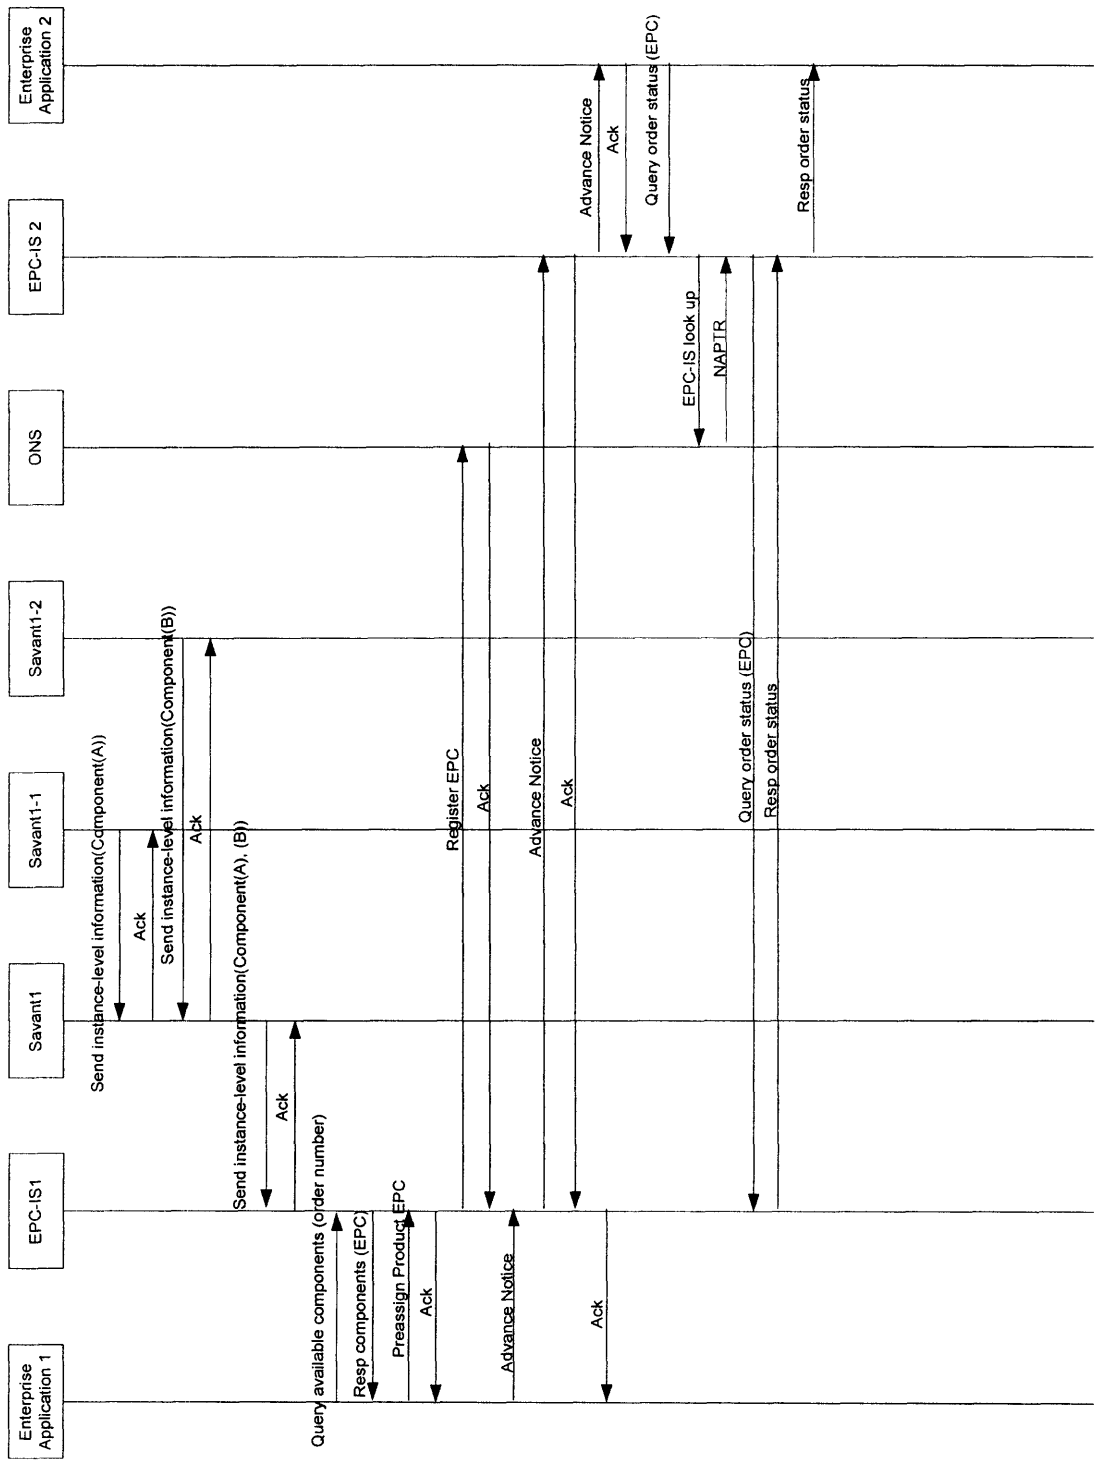 Enterprise
Application 1
EPC-IS1
Savant1
Savant1-1
Savant1-2
ONS
EPC-IS 2
Enterprise
Application 2
Send instance-level information(Component(A))
Ack
Send instance-level information(Component(B))
Ack
Send instance-level information(Component(A), (B))
Ack
Query available components (order number)
Resp components (EPC)
Preassign Product EPC
Ack
Register EPC
Ack
Advance Notice
Advance Notice
Ack
Advance Notice
Ack
Ack
Query order status (EPC)
EPC-IS look up
NAPTR
Query order status (EPC)
Resp order status
Resp order status